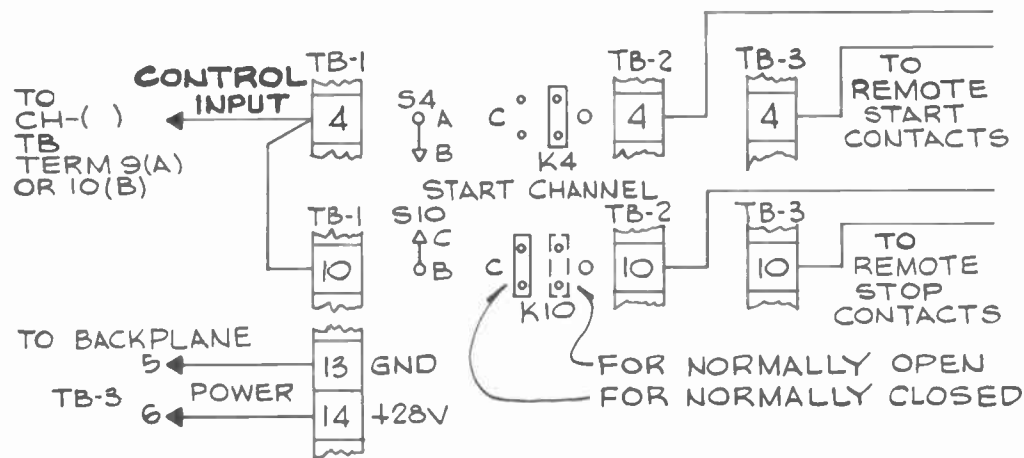 TO
CH-( )
TB
TERM 9(A)
OR 10(B)
CONTROL
INPUT
TB-1
4
S4
A
B
C
O
K4
TB-2
4
TB-3
4
TO
REMOTE
START
CONTACTS
START CHANNEL
TB-1
10
S10
C
B
C
O
K10
TB-2
10
TB-3
10
TO
REMOTE
STOP
CONTACTS
TO BACKPLANE
5
13 GND
TB-3
POWER
6
14 +28V
FOR NORMALLY OPEN
FOR NORMALLY CLOSED